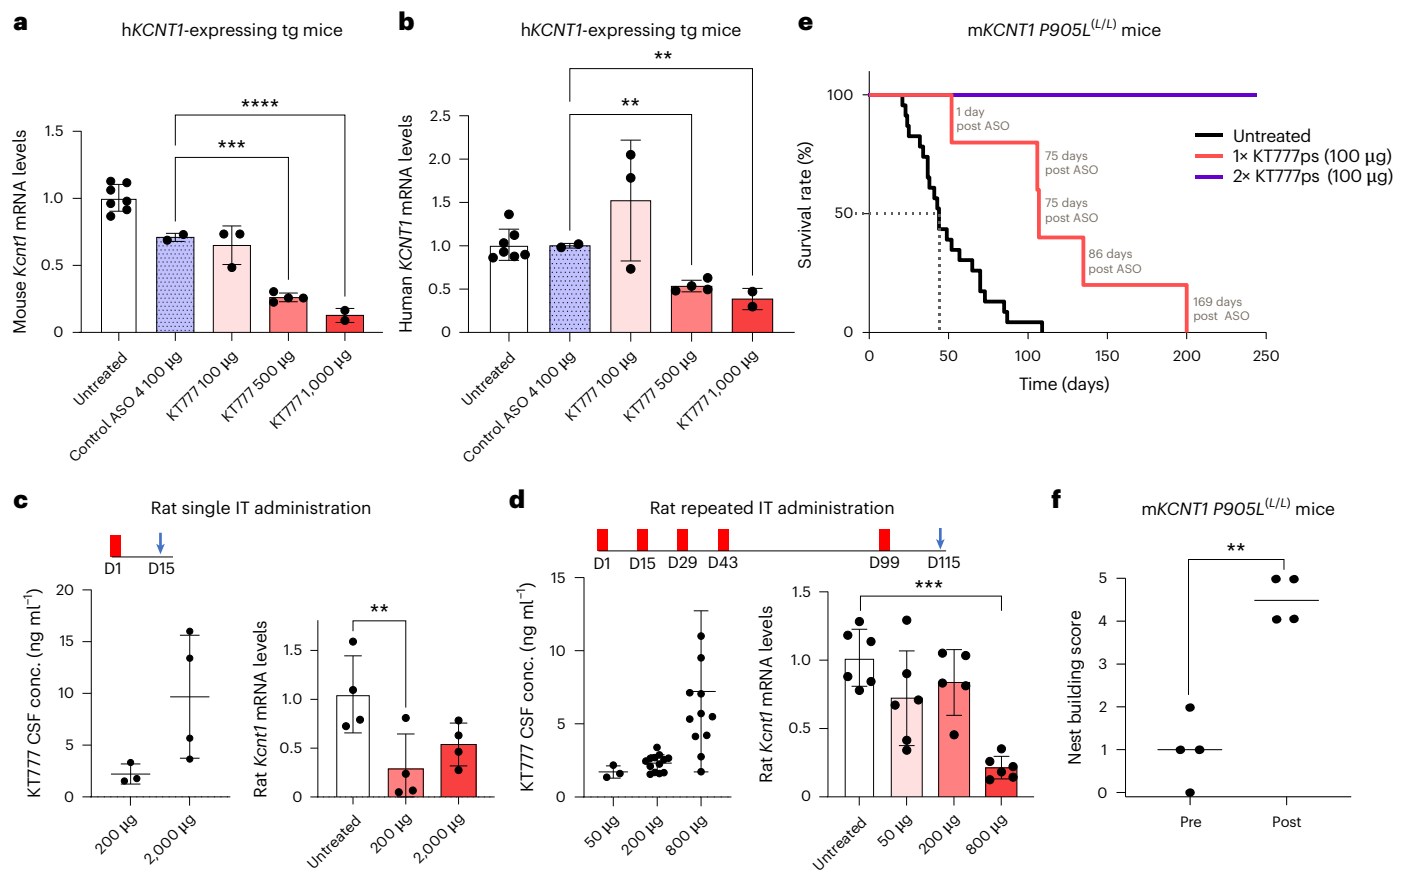 a
hKCNT1-expressing tg mice
Mouse Kcnt1 mRNA levels
1.5
1.0
0.5
0
***
****
Untreated
Control ASO 4 100 µg
KT777 100 µg
KT777 500 µg
KT777 1,000 µg
b
hKCNT1-expressing tg mice
Human KCNT1 mRNA levels
2.5
2.0
1.5
1.0
0.5
0
**
**
Untreated
Control ASO 4 100 µg
KT777 100 µg
KT777 500 µg
KT777 1,000 µg
e
mKCNT1 P905L(L/L) mice
Survival rate (%)
100
50
0
1 day
post ASO
75 days
post ASO
75 days
post ASO
86 days
post ASO
169 days
post ASO
Untreated
1× KT777ps (100 µg)
2× KT777ps (100 µg)
0
50
100
150
200
250
Time (days)
c
Rat single IT administration
D1
D15
KT777 CSF conc. (ng ml−1)
20
15
10
5
0
200 µg
2,000 µg
Rat Kcnt1 mRNA levels
1.5
1.0
0.5
0
**
Untreated
200 µg
2,000 µg
d
Rat repeated IT administration
D1
D15
D29
D43
D99
D115
KT777 CSF conc. (ng ml−1)
15
10
5
0
50 µg
200 µg
800 µg
Rat Kcnt1 mRNA levels
1.5
1.0
0.5
0
***
Untreated
50 µg
200 µg
800 µg
f
mKCNT1 P905L(L/L) mice
Nest building score
5
4
3
2
1
0
**
Pre
Post